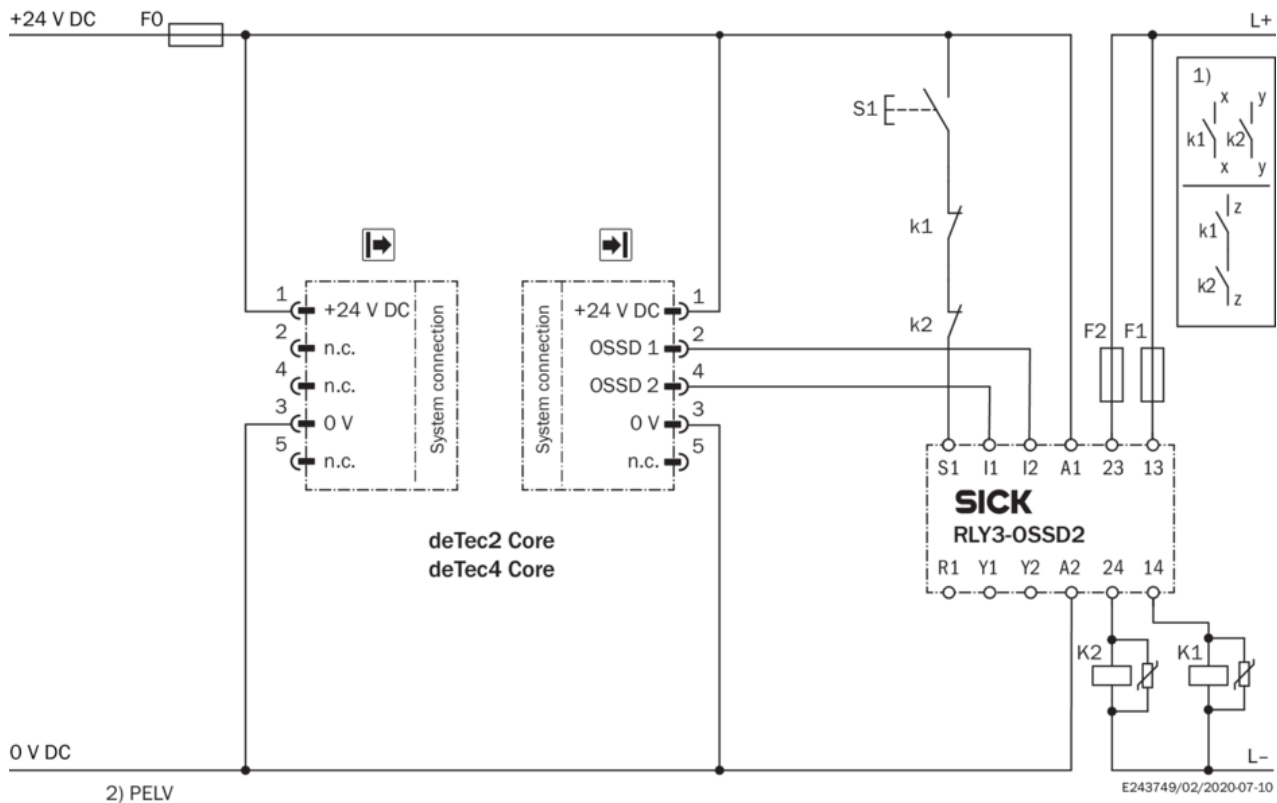 +24 V DC
F0
L+
1)
x
y
k1
k2
x
y
z
k1
k2
z
S1
k1
k2
F2
F1
1
+24 V DC
2
n.c.
4
n.c.
3
0 V
5
n.c.
System connection
System connection
+24 V DC
1
OSSD 1
2
OSSD 2
4
0 V
3
n.c.
5
deTec2 Core
deTec4 Core
S1 I1 I2 A1 23 13
SICK
RLY3-OSSD2
R1 Y1 Y2 A2 24 14
K2
K1
0 V DC
L−
2) PELV
E243749/02/2020-07-10